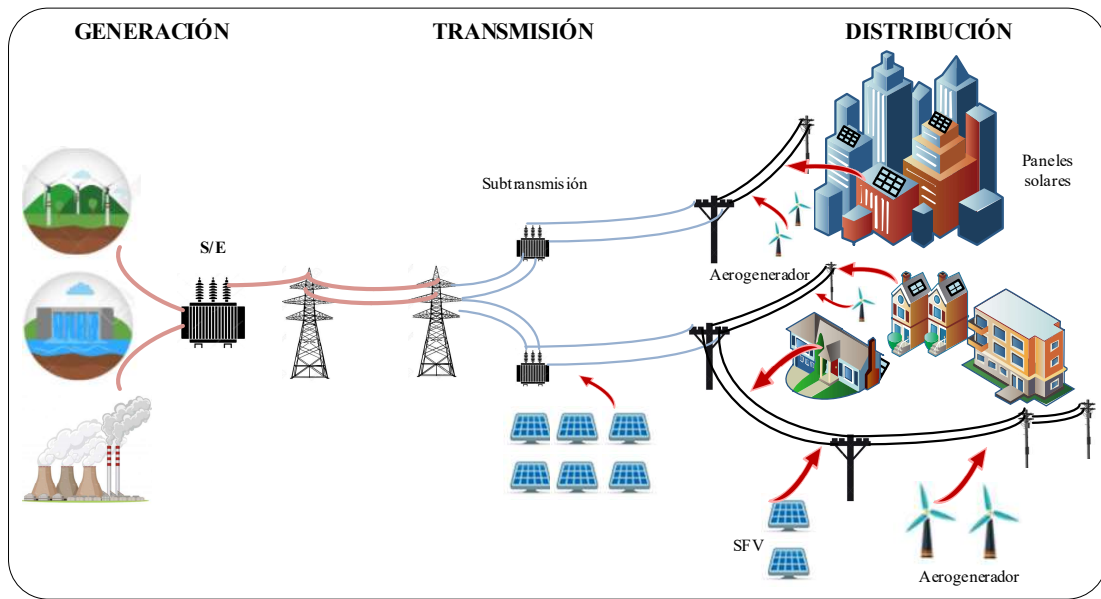 GENERACIÓN
TRANSMISIÓN
DISTRIBUCIÓN
Paneles
solares
Subtransmisión
S/E
Aerogenerador
SFV
Aerogenerador